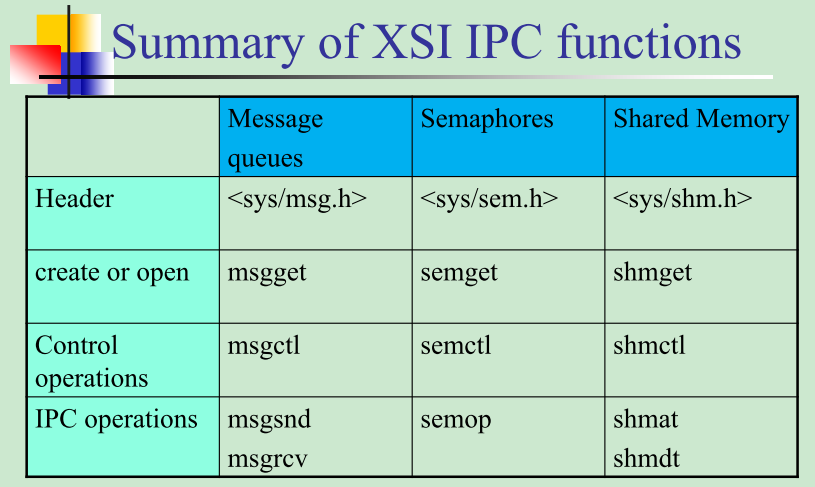 Summary of XSI IPC functions
Message
queues
Semaphores
Shared Memory
Header
<sys/msg.h>
<sys/sem.h>
<sys/shm.h>
create or open
msgget
semget
shmget
Control
operations
msgctl
semctl
shmctl
IPC operations
msgsnd
msgrcv
semop
shmat
shmdt